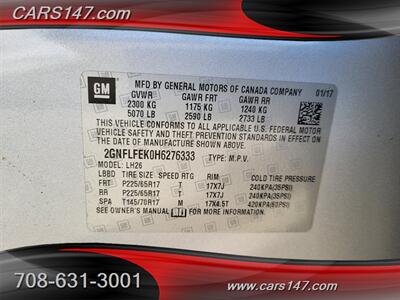 CARS147.com
GM
MFD BY GENERAL MOTORS OF CANADA COMPANY 01/17
GVWR GAWR FRT GAWR RR
2300 KG 1175 KG 1240 KG
5070 LB 2590 LB 2733 LB
THIS VEHICLE CONFORMS TO ALL APPLICABLE U.S. FEDERAL MOTOR
VEHICLE SAFETY AND THEFT PREVENTION STANDARDS IN EFFECT ON
THE DATE OF MANUFACTURE SHOWN ABOVE.
2GNFLFEK0H6276333 TYPE: M.P.V.
MODEL: LH26
LBBD TIRE SIZE SPEED RTG RIM COLD TIRE PRESSURE
FRT P225/65R17 T 17X7J 240KPA(35PSI)
RR P225/65R17 T 17X7J 240KPA(35PSI)
SPA T145/70R17 M 17X4.5T 420KPA(60PSI)
SEE OWNER'S MANUAL FOR MORE INFORMATION.
708-631-3001
cars147.com